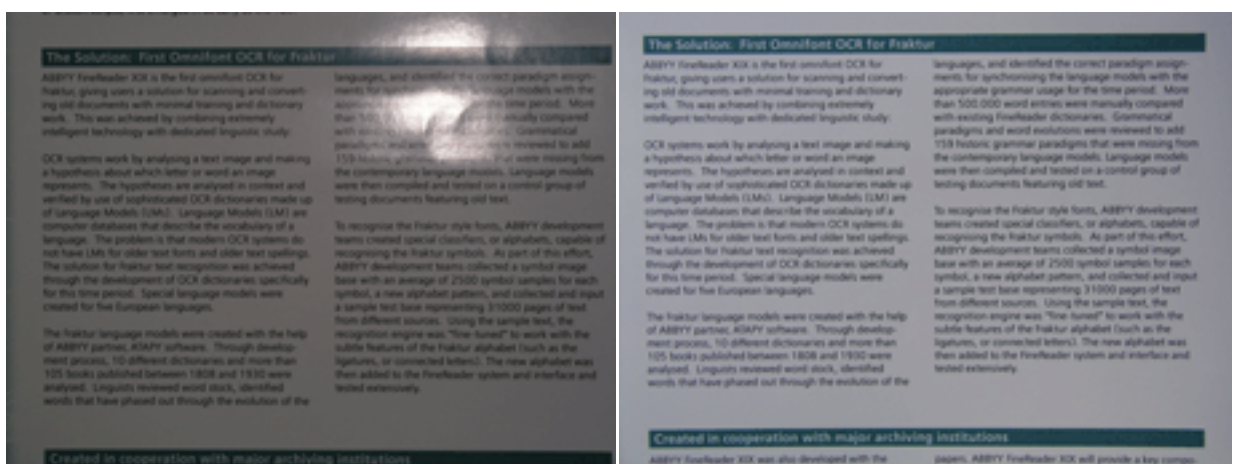 The Solution: First Omnifont OCR for Fraktur
ABBYY FineReader XIX is the first omnifont OCR for
Fraktur, giving users a solution for scanning and convert-
ing old documents with minimal training and dictionary
work. This was achieved by combining extremely
intelligent technology with dedicated linguistic study.
OCR systems work by analysing a text image and making
a hypothesis about which letter or word an image
represents. The hypotheses are analysed in context and
verified by use of sophisticated OCR dictionaries made up
of Language Models (LMs). Language Models (LM) are
computer databases that describe the vocabulary of a
language. The problem is that modern OCR systems do
not have LMs for older text fonts and older text spellings.
The solution for Fraktur text recognition was achieved
through the development of OCR dictionaries specifically
for this time period. Special language models were
created for five European languages.
The Fraktur language models were created with the help
of ABBYY partner, ATAPY software. Through develop-
ment process, 10 different dictionaries and more than
105 books published between 1808 and 1930 were
analysed. Linguists reviewed word stock, identified
words that have phased out through the evolution of the
languages, and identified the correct paradigm assign-
ments for language models with the
time period. More
manually compared
with Grammatical
reviewed to add
159 historic that were missing from
the contemporary language models. Language models
were then compiled and tested on a control group of
testing documents featuring old text.
To recognise the Fraktur style fonts, ABBYY development
teams created special classifiers, or alphabets, capable of
recognising the Fraktur symbols. As part of this effort,
ABBYY development teams collected a symbol image
base with an average of 2500 symbol samples for each
symbol, a new alphabet pattern, and collected and input
a sample test base representing 31000 pages of text
from different sources. Using the sample text, the
recognition engine was "fine-tuned" to work with the
subtle features of the Fraktur alphabet (such as the
ligatures, or connected letters). The new alphabet was
then added to the FineReader system and interface and
tested extensively.
Created in cooperation with major archiving institutions
The Solution: First Omnifont OCR for Fraktur
ABBYY FineReader XIX is the first omnifont OCR for
Fraktur, giving users a solution for scanning and convert-
ing old documents with minimal training and dictionary
work. This was achieved by combining extremely
intelligent technology with dedicated linguistic study.
OCR systems work by analysing a text image and making
a hypothesis about which letter or word an image
represents. The hypotheses are analysed in context and
verified by use of sophisticated OCR dictionaries made up
of Language Models (LMs). Language Models (LM) are
computer databases that describe the vocabulary of a
language. The problem is that modern OCR systems do
not have LMs for older text fonts and older text spellings.
The solution for Fraktur text recognition was achieved
through the development of OCR dictionaries specifically
for this time period. Special language models were
created for five European languages.
The Fraktur language models were created with the help
of ABBYY partner, ATAPY software. Through develop-
ment process, 10 different dictionaries and more than
105 books published between 1808 and 1930 were
analysed. Linguists reviewed word stock, identified
words that have phased out through the evolution of the
languages, and identified the correct paradigm assign-
ments for synchronising the language models with the
appropriate grammar usage for the time period. More
than 500.000 word entries were manually compared
with existing FineReader dictionaries. Grammatical
paradigms and word evolutions were reviewed to add
159 historic grammar paradigms that were missing from
the contemporary language models. Language models
were then compiled and tested on a control group of
testing documents featuring old text.
To recognise the Fraktur style fonts, ABBYY development
teams created special classifiers, or alphabets, capable of
recognising the Fraktur symbols. As part of this effort,
ABBYY development teams collected a symbol image
base with an average of 2500 symbol samples for each
symbol, a new alphabet pattern, and collected and input
a sample test base representing 31000 pages of text
from different sources. Using the sample text, the
recognition engine was "fine-tuned" to work with the
subtle features of the Fraktur alphabet (such as the
ligatures, or connected letters). The new alphabet was
then added to the FineReader system and interface and
tested extensively.
Created in cooperation with major archiving institutions
ABBYY FineReader XIX was also developed with the
papers. ABBYY FineReader XIX will provide a key compo-